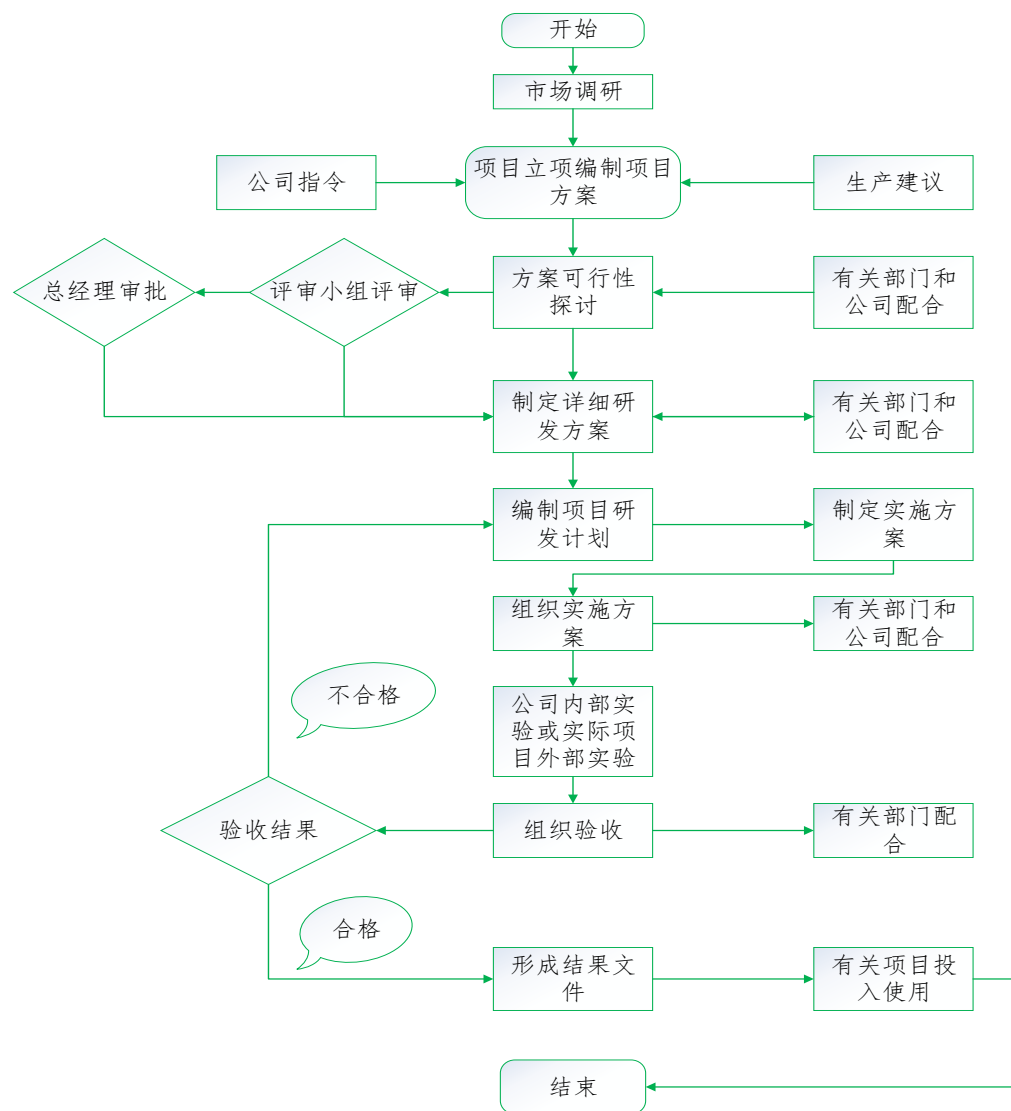 开始
市场调研
公司指令
项目立项编制项目
方案
生产建议
总经理审批
评审小组评审
方案可行性
探讨
有关部门和
公司配合
制定详细研
发方案
有关部门和
公司配合
编制项目研
发计划
制定实施方
案
组织实施方
案
有关部门和
公司配合
不合格
公司内部实
验或实际项
目外部实验
验收结果
组织验收
有关部门配
合
合格
形成结果文
件
有关项目投
入使用
结束